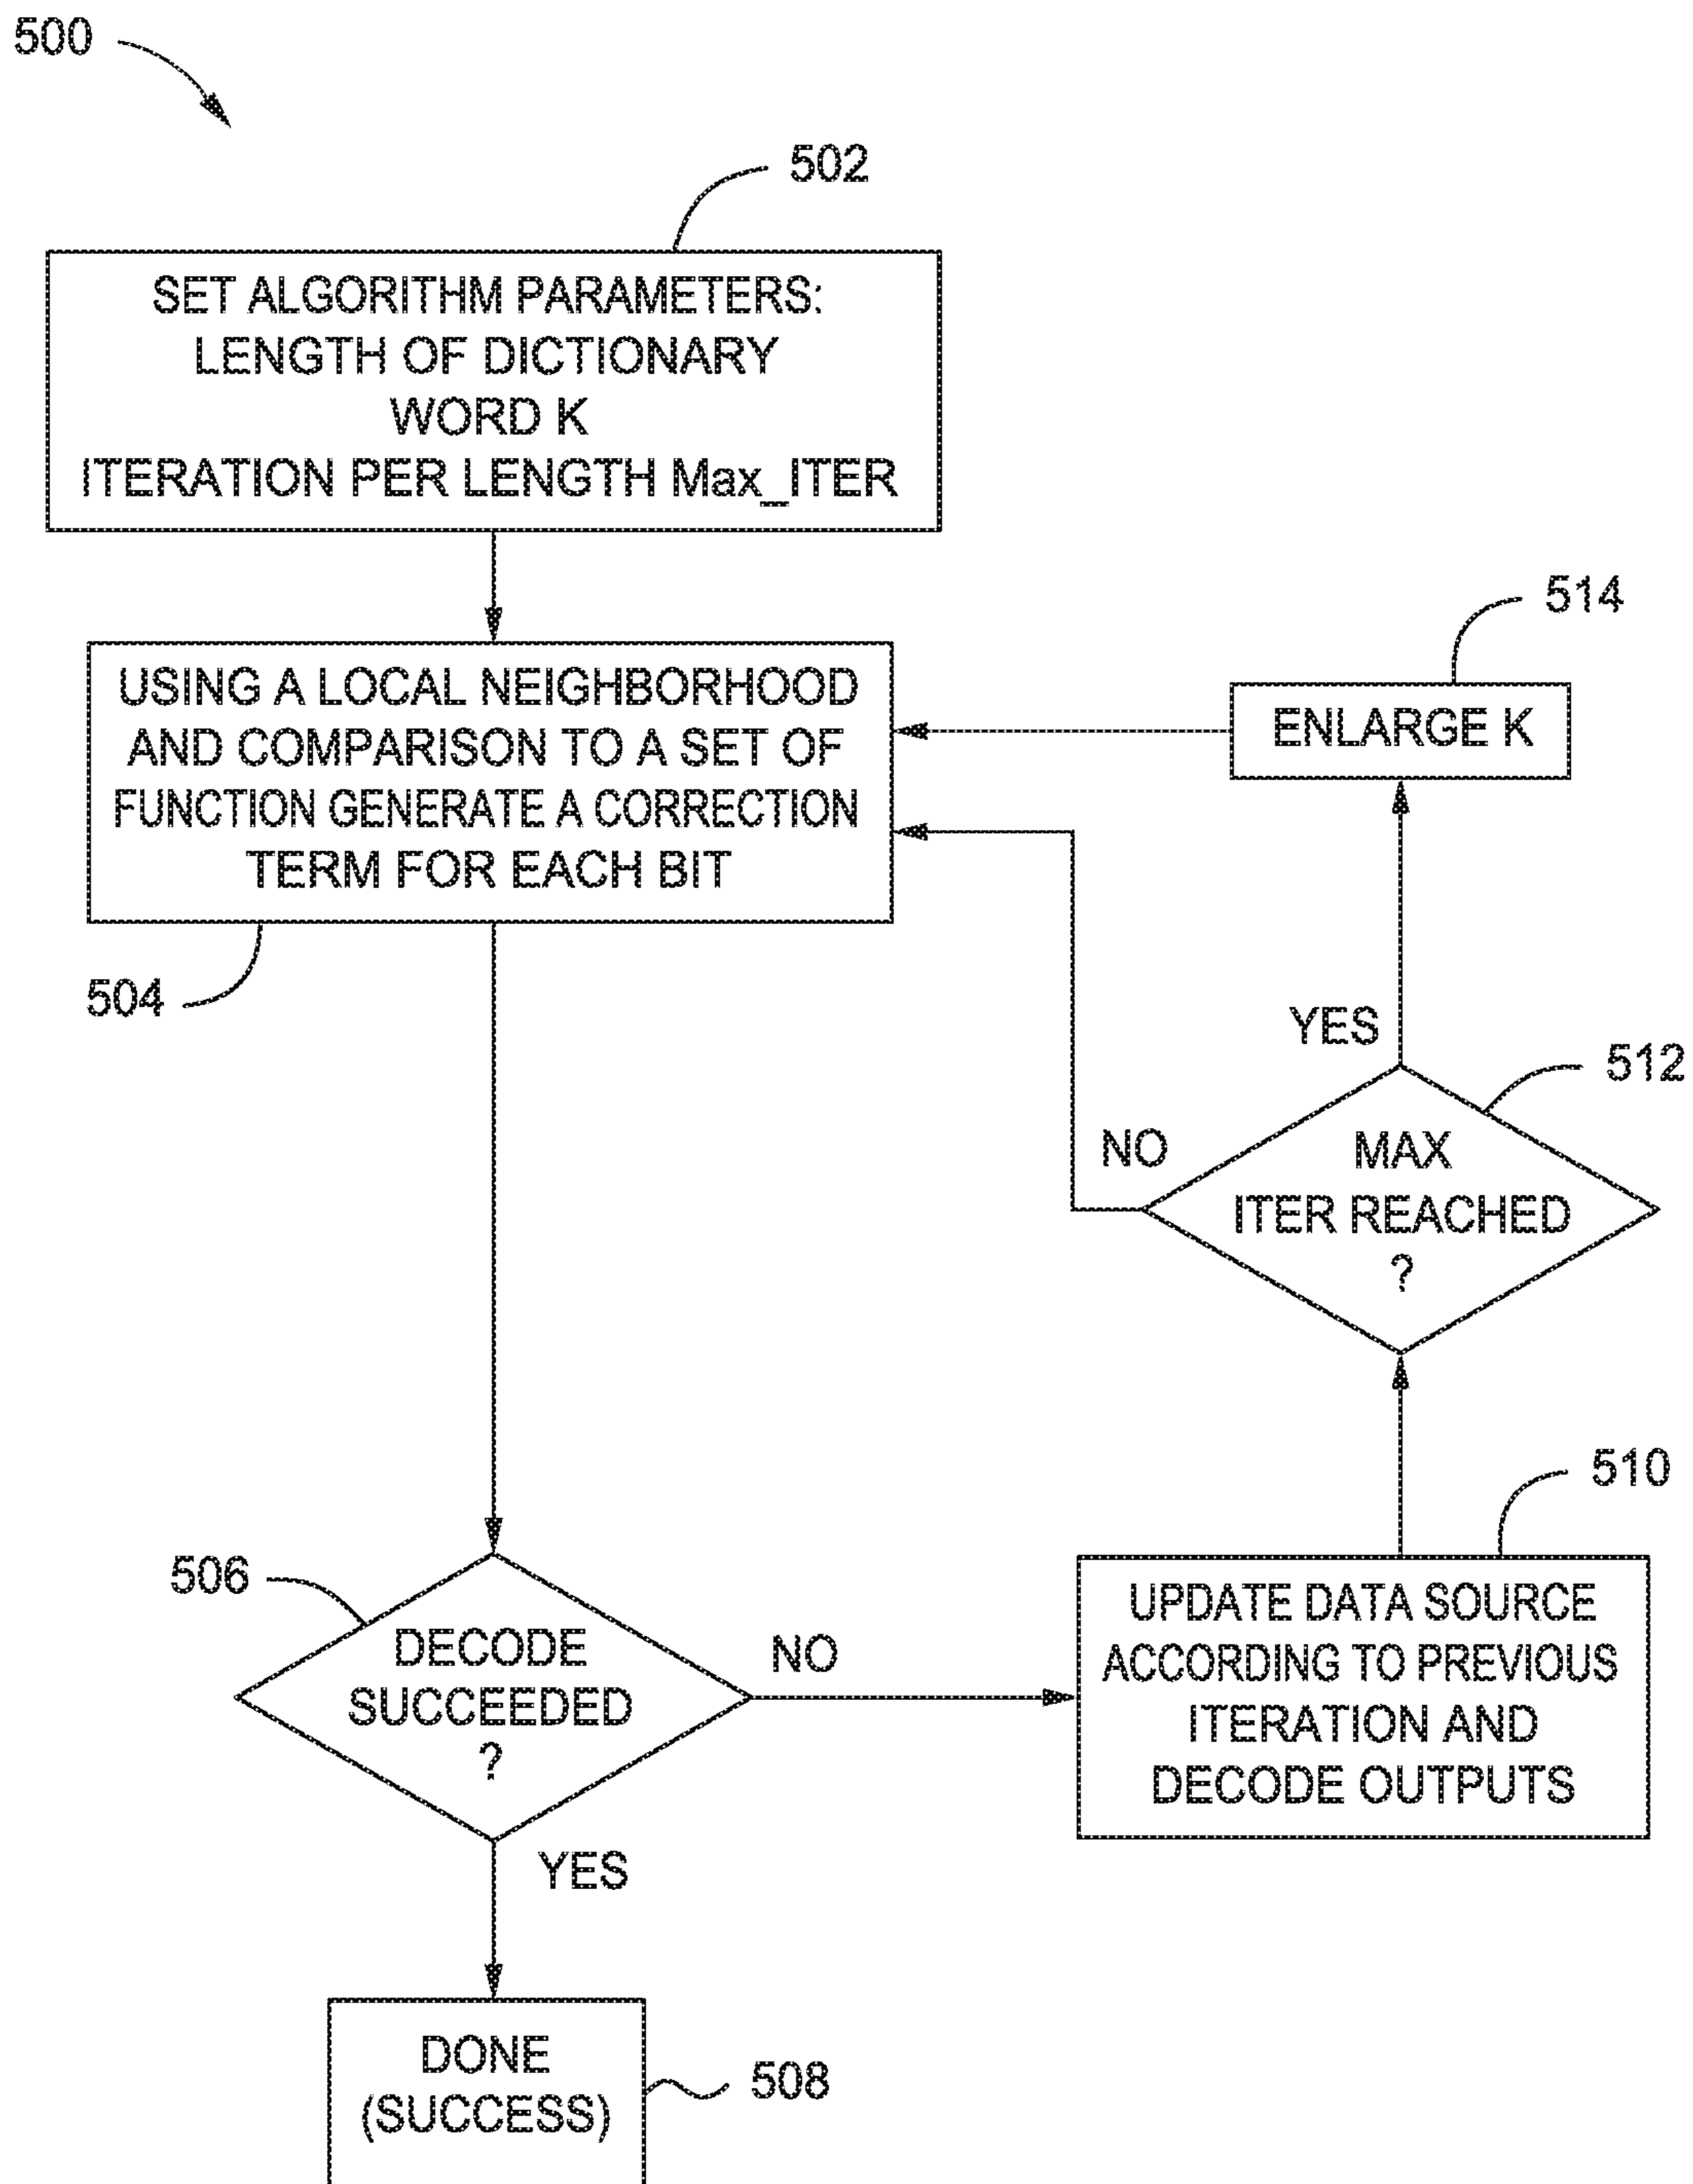 500
502
SET ALGORITHM PARAMETERS:
LENGTH OF DICTIONARY
WORD K
ITERATION PER LENGTH Max_ITER
514
ENLARGE K
USING A LOCAL NEIGHBORHOOD
AND COMPARISON TO A SET OF
FUNCTION GENERATE A CORRECTION
TERM FOR EACH BIT
504
YES
512
NO
MAX
ITER REACHED
?
510
UPDATE DATA SOURCE
ACCORDING TO PREVIOUS
ITERATION AND
DECODE OUTPUTS
506
DECODE
SUCCEEDED
?
NO
YES
DONE
(SUCCESS)
508